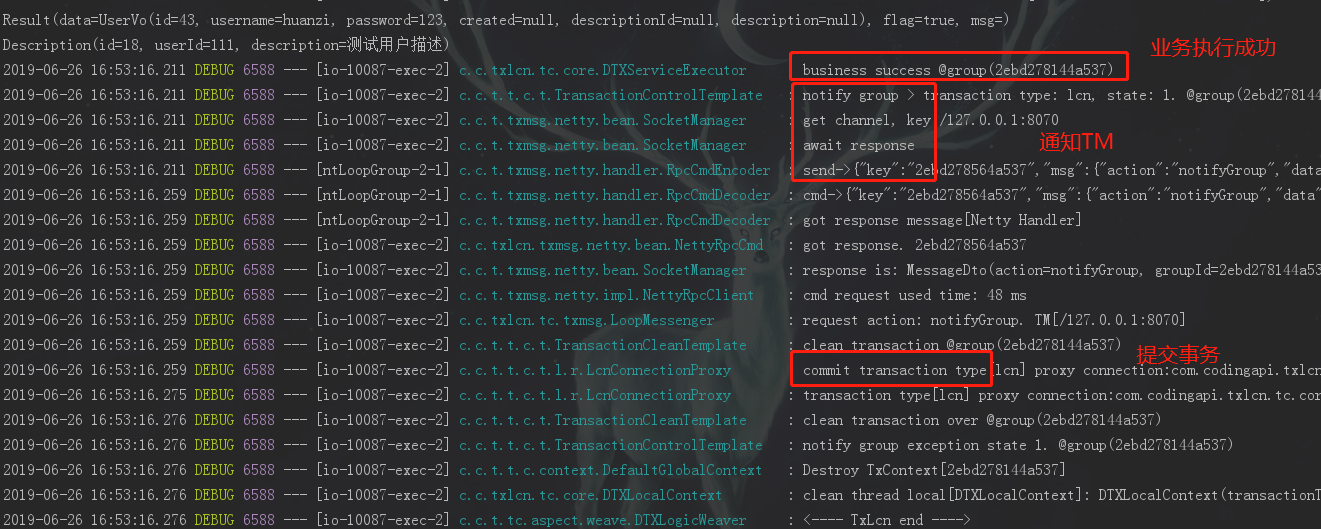 Result(data=UserVo(id=43, username=huanzi, password=123, created=null, descriptionId=null, description=null), flag=true, msg=)
Description(id=18, userId=111, description=测试用户描述)
业务执行成功
2019-06-26 16:53:16.211 DEBUG 6588 --- [io-10087-exec-2] c.c.txlcn.tc.core.DTXServiceExecutor : business success @group(2ebd278144a537)
2019-06-26 16:53:16.211 DEBUG 6588 --- [io-10087-exec-2] c.c.t.t.c.t.TransactionControlTemplate : notify group > transaction type: lcn, state: 1. @group(2ebd278144
2019-06-26 16:53:16.211 DEBUG 6588 --- [io-10087-exec-2] c.c.t.txmsg.netty.bean.SocketManager : get channel, key /127.0.0.1:8070
通知TM
2019-06-26 16:53:16.211 DEBUG 6588 --- [io-10087-exec-2] c.c.t.txmsg.netty.bean.SocketManager : await response
2019-06-26 16:53:16.211 DEBUG 6588 --- [ntLoopGroup-2-1] c.c.t.txmsg.netty.handler.RpcCmdEncoder : send->{"key":"2ebd278564a537","msg":{"action":"notifyGroup","data
2019-06-26 16:53:16.259 DEBUG 6588 --- [ntLoopGroup-2-1] c.c.t.txmsg.netty.handler.RpcCmdDecoder : cmd->{"key":"2ebd278564a537","msg":{"action":"notifyGroup","data"
2019-06-26 16:53:16.259 DEBUG 6588 --- [ntLoopGroup-2-1] c.c.t.txmsg.netty.handler.RpcCmdDecoder : got response message[Netty Handler]
2019-06-26 16:53:16.259 DEBUG 6588 --- [io-10087-exec-2] c.c.txlcn.txmsg.netty.bean.NettyRpcCmd : got response. 2ebd278564a537
2019-06-26 16:53:16.259 DEBUG 6588 --- [io-10087-exec-2] c.c.t.txmsg.netty.bean.SocketManager : response is: MessageDto(action=notifyGroup, groupId=2ebd278144a53
2019-06-26 16:53:16.259 DEBUG 6588 --- [io-10087-exec-2] c.c.t.txmsg.netty.impl.NettyRpcClient : cmd request used time: 48 ms
2019-06-26 16:53:16.259 DEBUG 6588 --- [io-10087-exec-2] c.c.txlcn.tc.txmsg.LoopMessenger : request action: notifyGroup. TM[/127.0.0.1:8070]
2019-06-26 16:53:16.259 DEBUG 6588 --- [io-10087-exec-2] c.c.t.t.c.t.TransactionCleanTemplate : clean transaction @group(2ebd278144a537)
提交事务
2019-06-26 16:53:16.259 DEBUG 6588 --- [io-10087-exec-2] c.c.t.t.c.t.l.r.LcnConnectionProxy : commit transaction type[lcn] proxy connection:com.codingapi.txlcn
2019-06-26 16:53:16.275 DEBUG 6588 --- [io-10087-exec-2] c.c.t.t.c.t.l.r.LcnConnectionProxy : transaction type[lcn] proxy connection:com.codingapi.txlcn.tc.cor
2019-06-26 16:53:16.276 DEBUG 6588 --- [io-10087-exec-2] c.c.t.t.c.t.TransactionCleanTemplate : clean transaction over @group(2ebd278144a537)
2019-06-26 16:53:16.276 DEBUG 6588 --- [io-10087-exec-2] c.c.t.t.c.t.TransactionControlTemplate : notify group exception state 1. @group(2ebd278144a537)
2019-06-26 16:53:16.276 DEBUG 6588 --- [io-10087-exec-2] c.c.t.t.c.context.DefaultGlobalContext : Destroy TxContext[2ebd278144a537]
2019-06-26 16:53:16.276 DEBUG 6588 --- [io-10087-exec-2] c.c.txlcn.tc.core.DTXLocalContext : clean thread local[DTXLocalContext]: DTXLocalContext(transactionT
2019-06-26 16:53:16.276 DEBUG 6588 --- [io-10087-exec-2] c.c.t.tc.aspect.weave.DTXLogicWeaver : <---- TxLcn end ---->